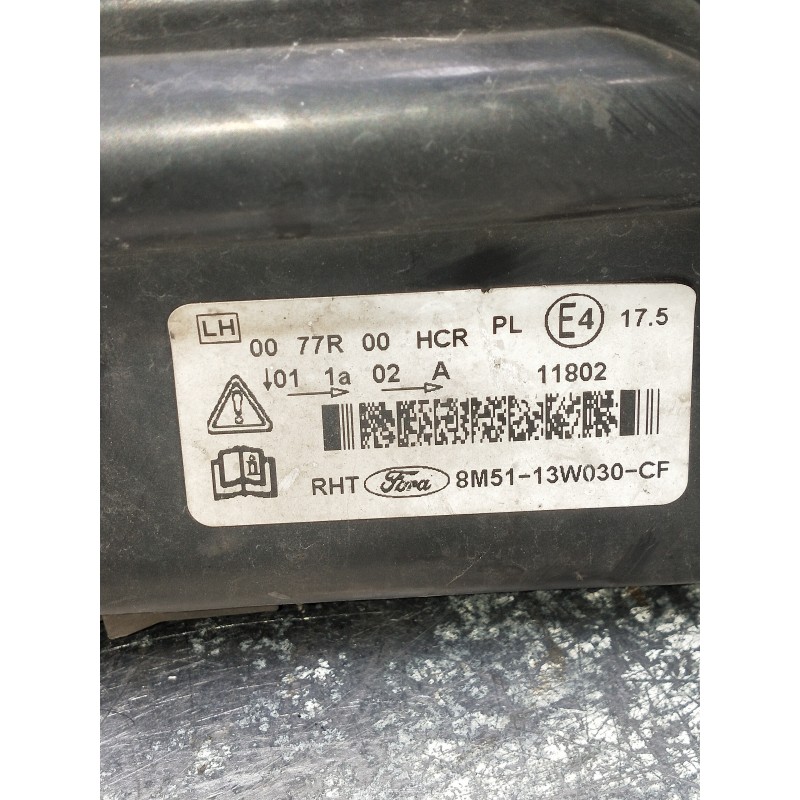 LH 00 77R 00 HCR PL E4 17.5
↓01 1a 02 A 11802
RHT Ford 8M51-13W030-CF